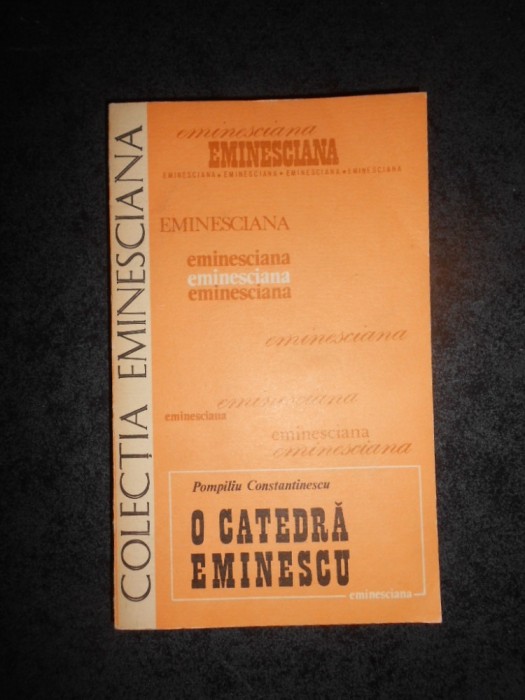 COLECȚIA EMINESCIANA
eminesciana
EMINESCIANA
EMINESCIANA • EMINESCIANA • EMINESCIANA • EMINESCIANA
EMINESCIANA
eminesciana
eminesciana
eminesciana
eminesciana
eminesciana
eminesciana
eminesciana
eminesciana
Pompiliu Constantinescu
O CATEDRĂ
EMINESCU
eminesciana